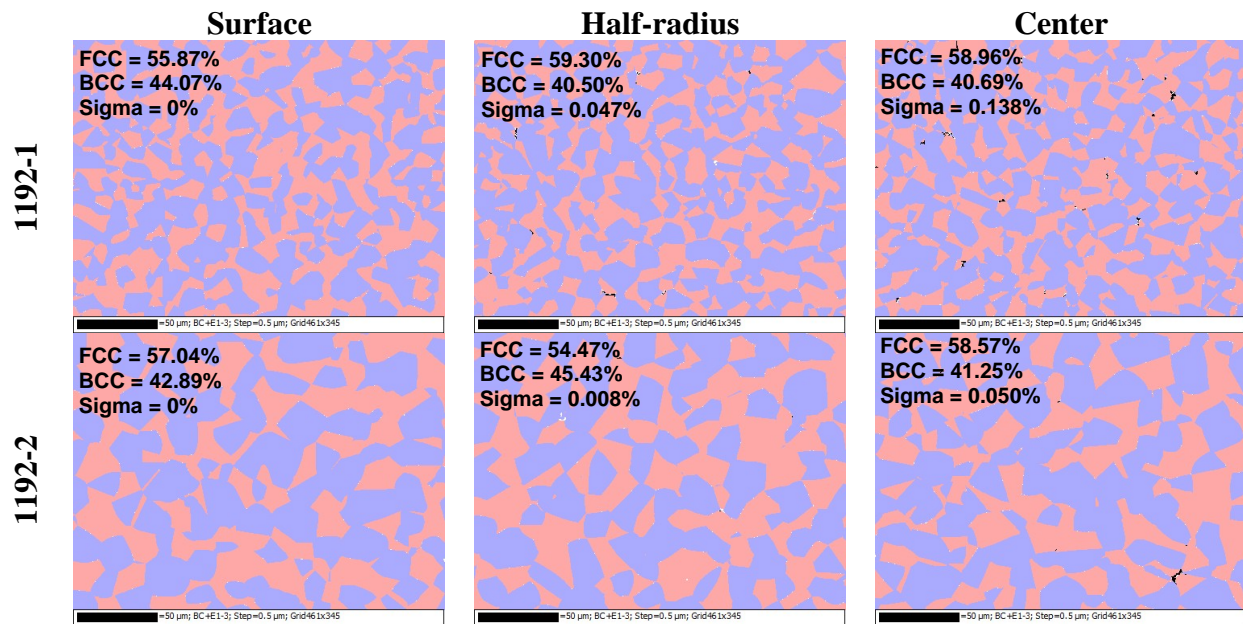 Surface Half-radius Center
1192-1
FCC = 55.87%
BCC = 44.07%
Sigma = 0%
=50 µm; BC+E1-3; Step=0.5 µm; Grid461x345
FCC = 59.30%
BCC = 40.50%
Sigma = 0.047%
=50 µm; BC+E1-3; Step=0.5 µm; Grid461x345
FCC = 58.96%
BCC = 40.69%
Sigma = 0.138%
=50 µm; BC+E1-3; Step=0.5 µm; Grid461x345
1192-2
FCC = 57.04%
BCC = 42.89%
Sigma = 0%
=50 µm; BC+E1-3; Step=0.5 µm; Grid461x345
FCC = 54.47%
BCC = 45.43%
Sigma = 0.008%
=50 µm; BC+E1-3; Step=0.5 µm; Grid461x345
FCC = 58.57%
BCC = 41.25%
Sigma = 0.050%
=50 µm; BC+E1-3; Step=0.5 µm; Grid461x345